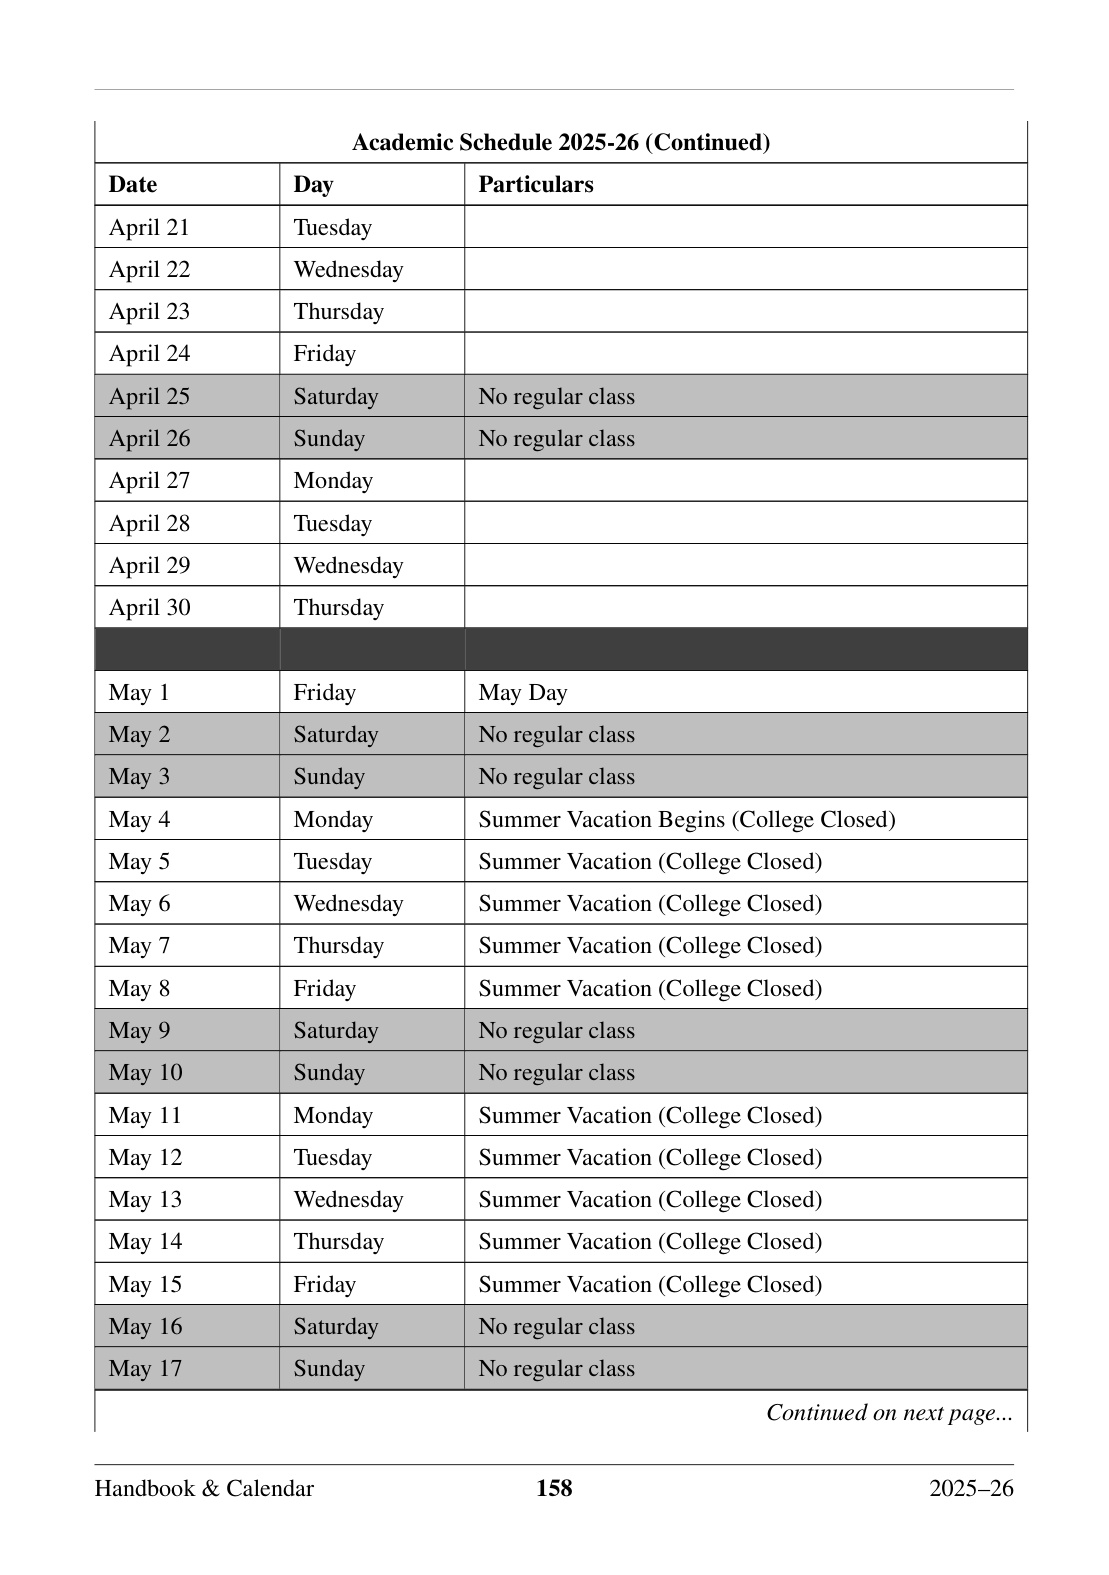 Academic Schedule 2025-26 (Continued)
Date Day Particulars
April 21 Tuesday
April 22 Wednesday
April 23 Thursday
April 24 Friday
April 25 Saturday No regular class
April 26 Sunday No regular class
April 27 Monday
April 28 Tuesday
April 29 Wednesday
April 30 Thursday
May 1 Friday May Day
May 2 Saturday No regular class
May 3 Sunday No regular class
May 4 Monday Summer Vacation Begins (College Closed)
May 5 Tuesday Summer Vacation (College Closed)
May 6 Wednesday Summer Vacation (College Closed)
May 7 Thursday Summer Vacation (College Closed)
May 8 Friday Summer Vacation (College Closed)
May 9 Saturday No regular class
May 10 Sunday No regular class
May 11 Monday Summer Vacation (College Closed)
May 12 Tuesday Summer Vacation (College Closed)
May 13 Wednesday Summer Vacation (College Closed)
May 14 Thursday Summer Vacation (College Closed)
May 15 Friday Summer Vacation (College Closed)
May 16 Saturday No regular class
May 17 Sunday No regular class
Continued on next page...
Handbook & Calendar 158 2025–26